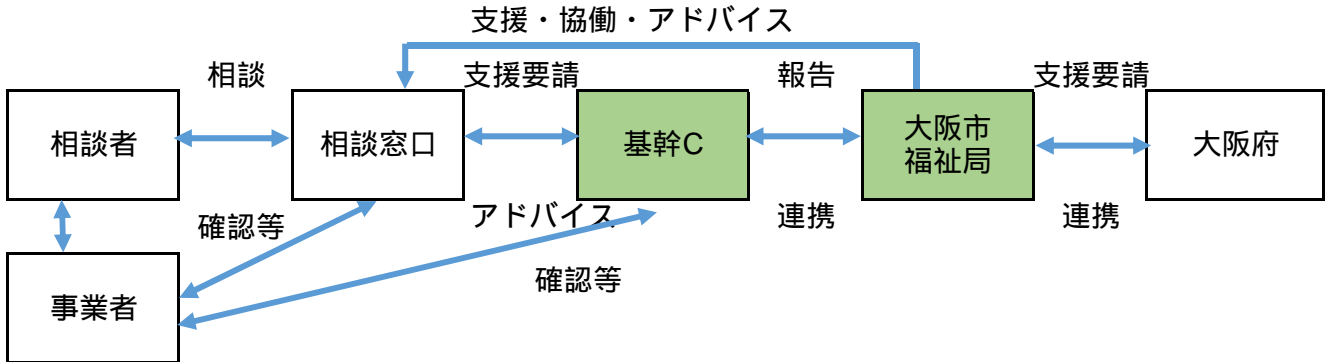 支援・協働・アドバイス
相談
支援要請
報告
支援要請
相談者
相談窓口
基幹C
大阪市
福祉局
大阪府
確認等
アドバイス
連携
連携
確認等
事業者